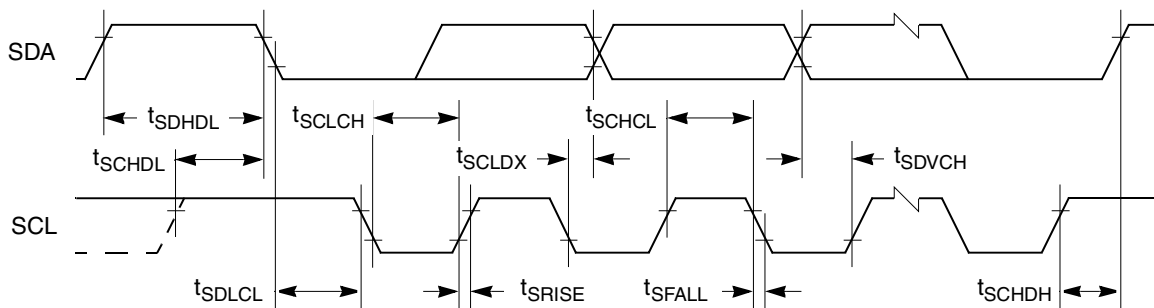 SDA
tSDHDL
tSCLCH
tSCHCL
tSCHDL
tSCLDX
tSDVCH
SCL
tSDLCL
tSRISE
tSFALL
tSCHDH